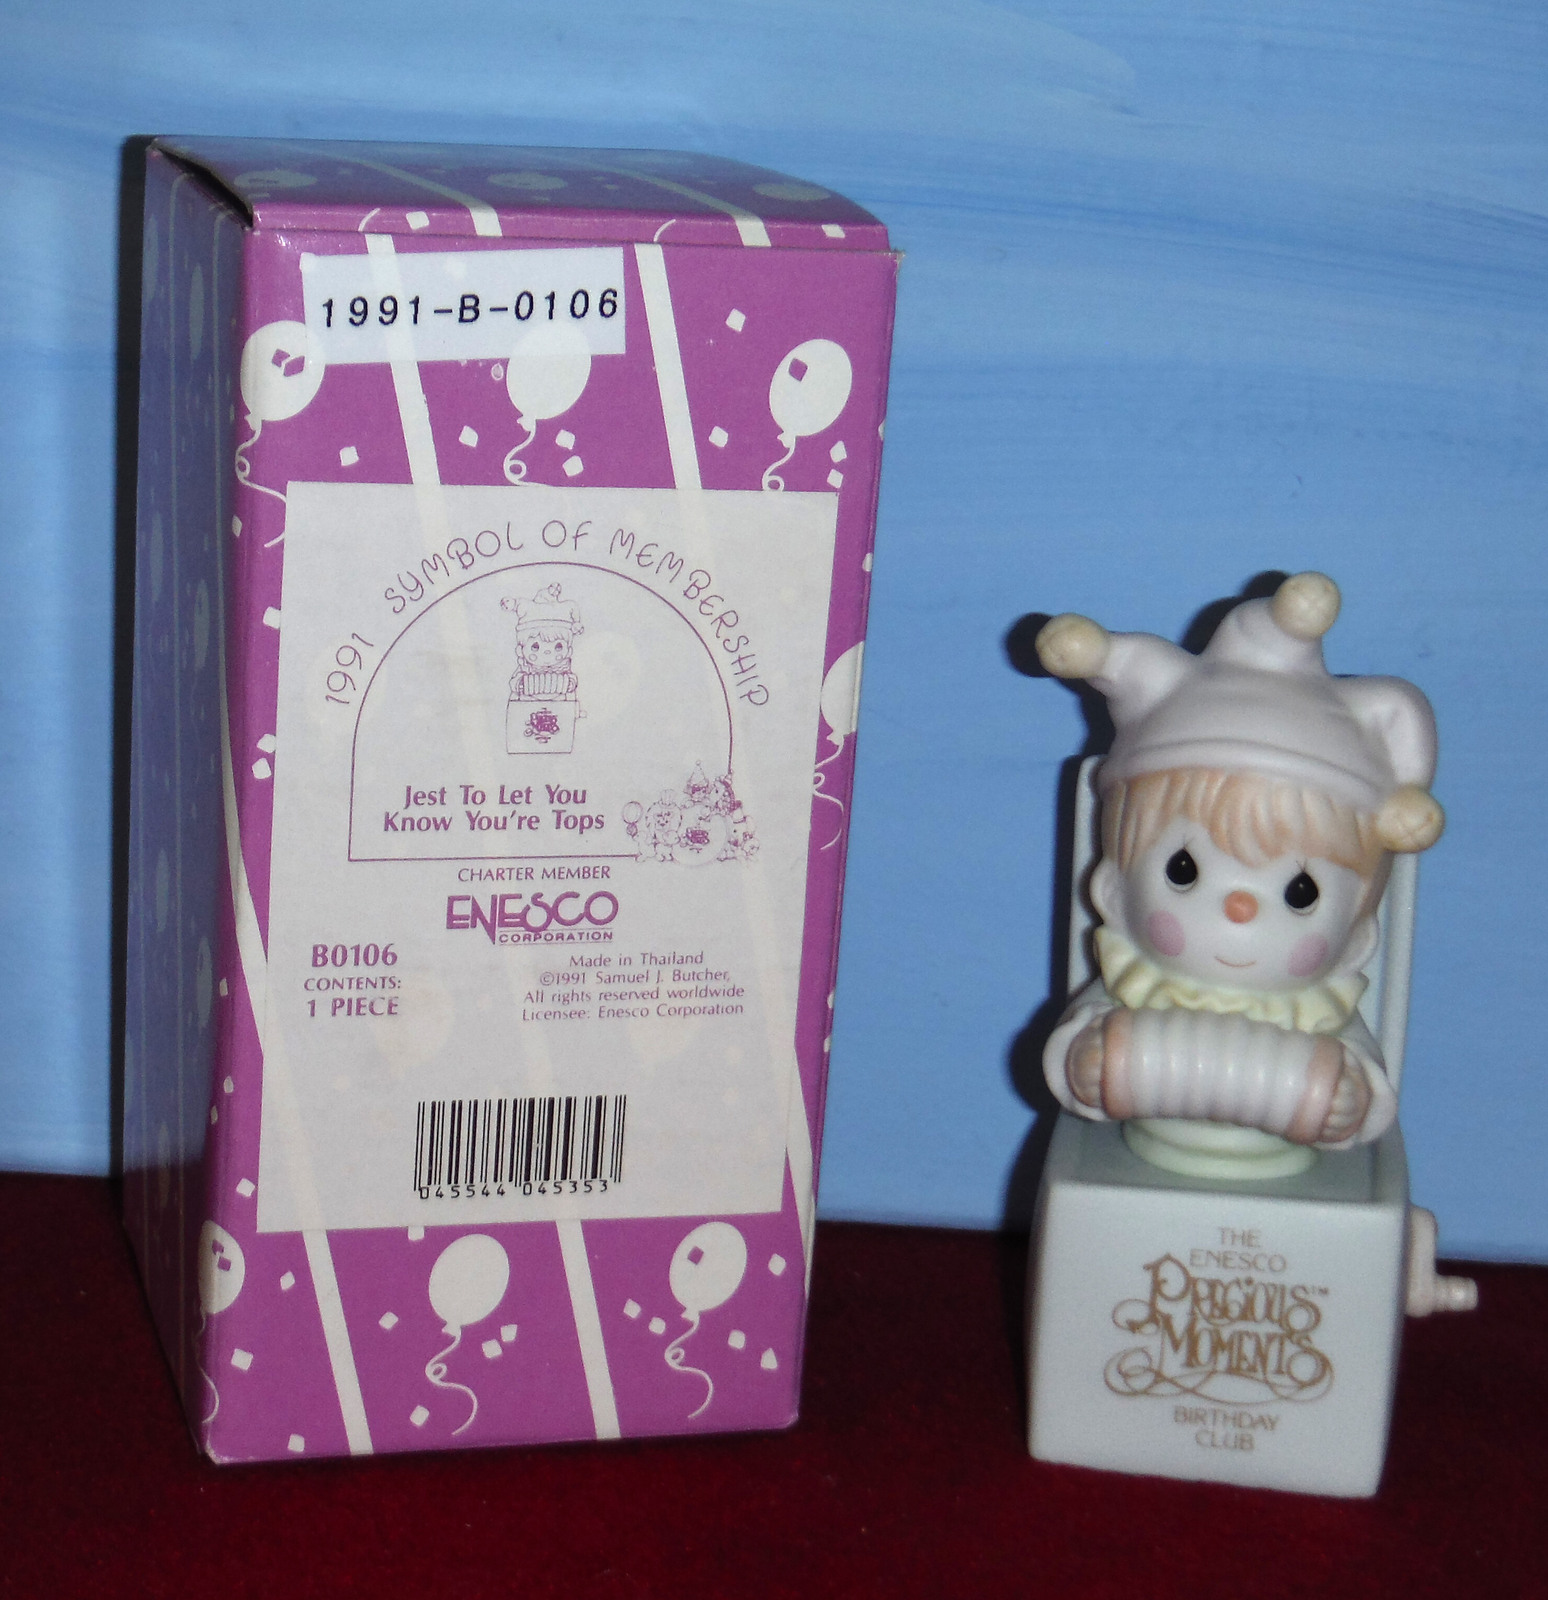 1991-B-0106
1991 SYMBOL OF MEMBERSHIP
PRECIOUS MOMENTS
Jest To Let You
Know You're Tops
CHARTER MEMBER
ENESCO
CORPORATION
B0106
CONTENTS:
1 PIECE
Made in Thailand
©1991 Samuel J. Butcher,
All rights reserved worldwide
Licensee: Enesco Corporation
045544 045353
THE
ENESCO
PRECIOUS™
MOMENTS
BIRTHDAY
CLUB